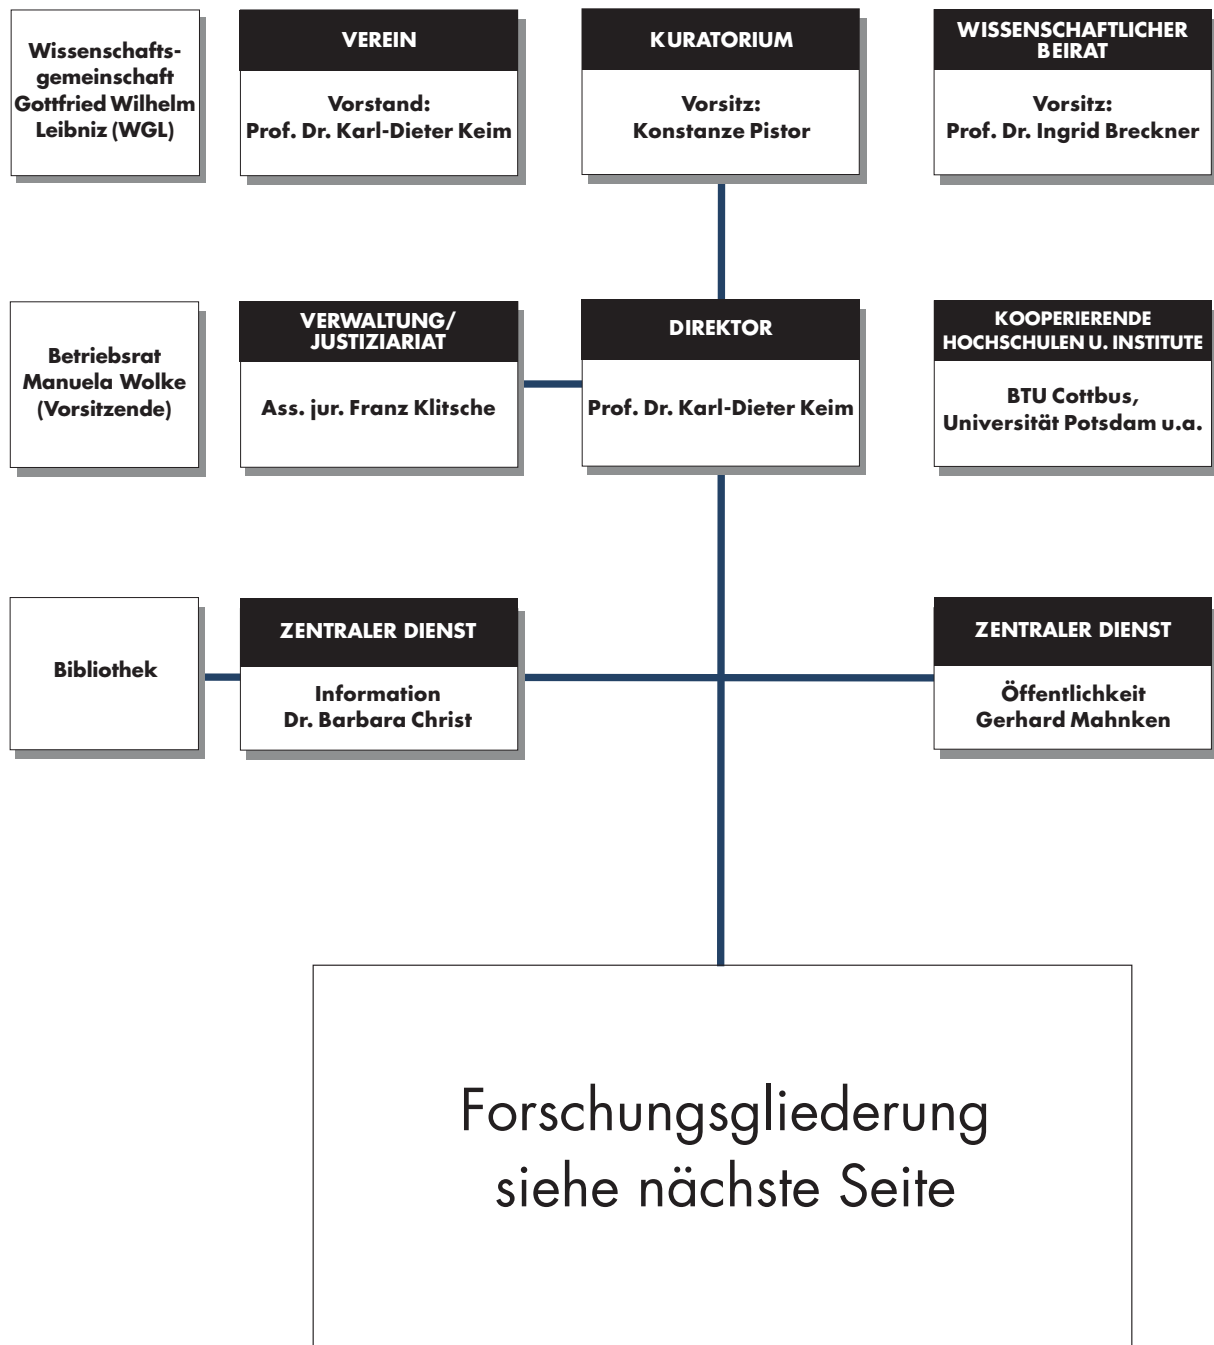 Wissenschafts-
gemeinschaft
Gottfried Wilhelm
Leibniz (WGL)
VEREIN
Vorstand:
Prof. Dr. Karl-Dieter Keim
KURATORIUM
Vorsitz:
Konstanze Pistor
WISSENSCHAFTLICHER
BEIRAT
Vorsitz:
Prof. Dr. Ingrid Breckner
Betriebsrat
Manuela Wolke
(Vorsitzende)
VERWALTUNG/
JUSTIZIARIAT
Ass. jur. Franz Klitsche
DIREKTOR
Prof. Dr. Karl-Dieter Keim
KOOPERIERENDE
HOCHSCHULEN U. INSTITUTE
BTU Cottbus,
Universität Potsdam u.a.
Bibliothek
ZENTRALER DIENST
Information
Dr. Barbara Christ
ZENTRALER DIENST
Öffentlichkeit
Gerhard Mahnken
Forschungsgliederung
siehe nächste Seite